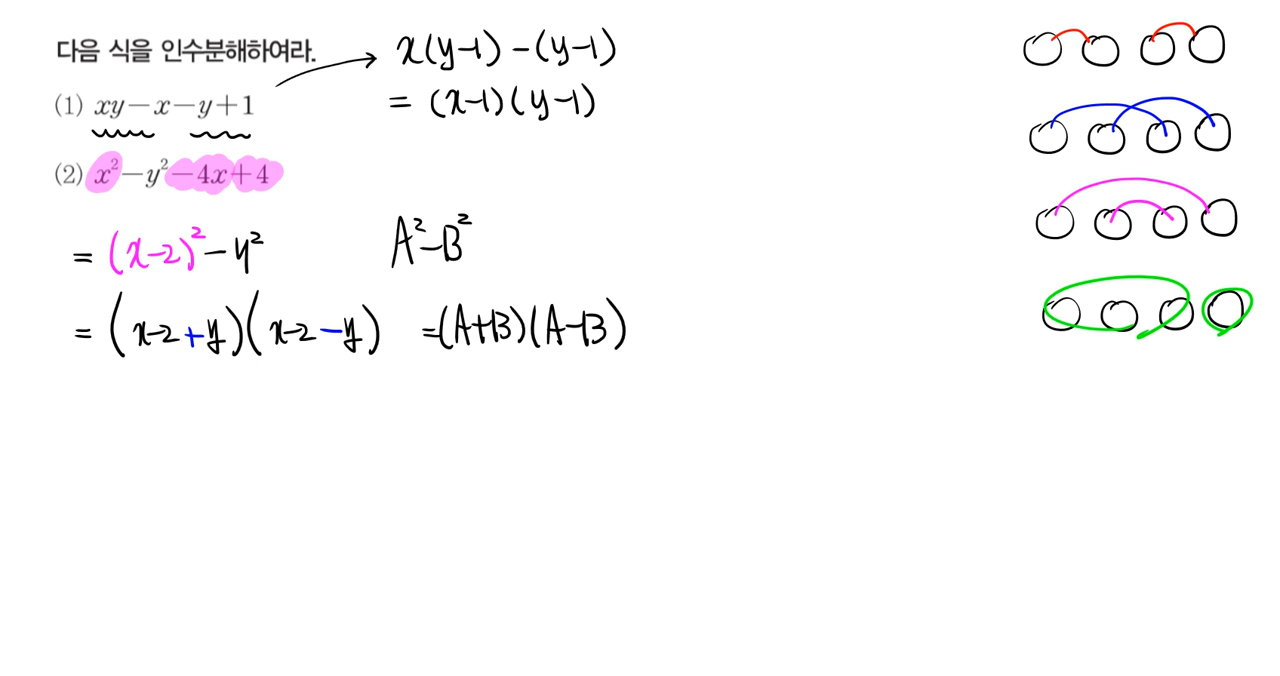 다음 식을 인수분해하여라.
x(y-1)-(y-1)
(1) xy-x-y+1
=(x-1)(y-1)
(2) x²-y²-4x+4
=(x-2)²-y²
A²-B²
=(x-2+y)(x-2-y)
=(A+B)(A-B)